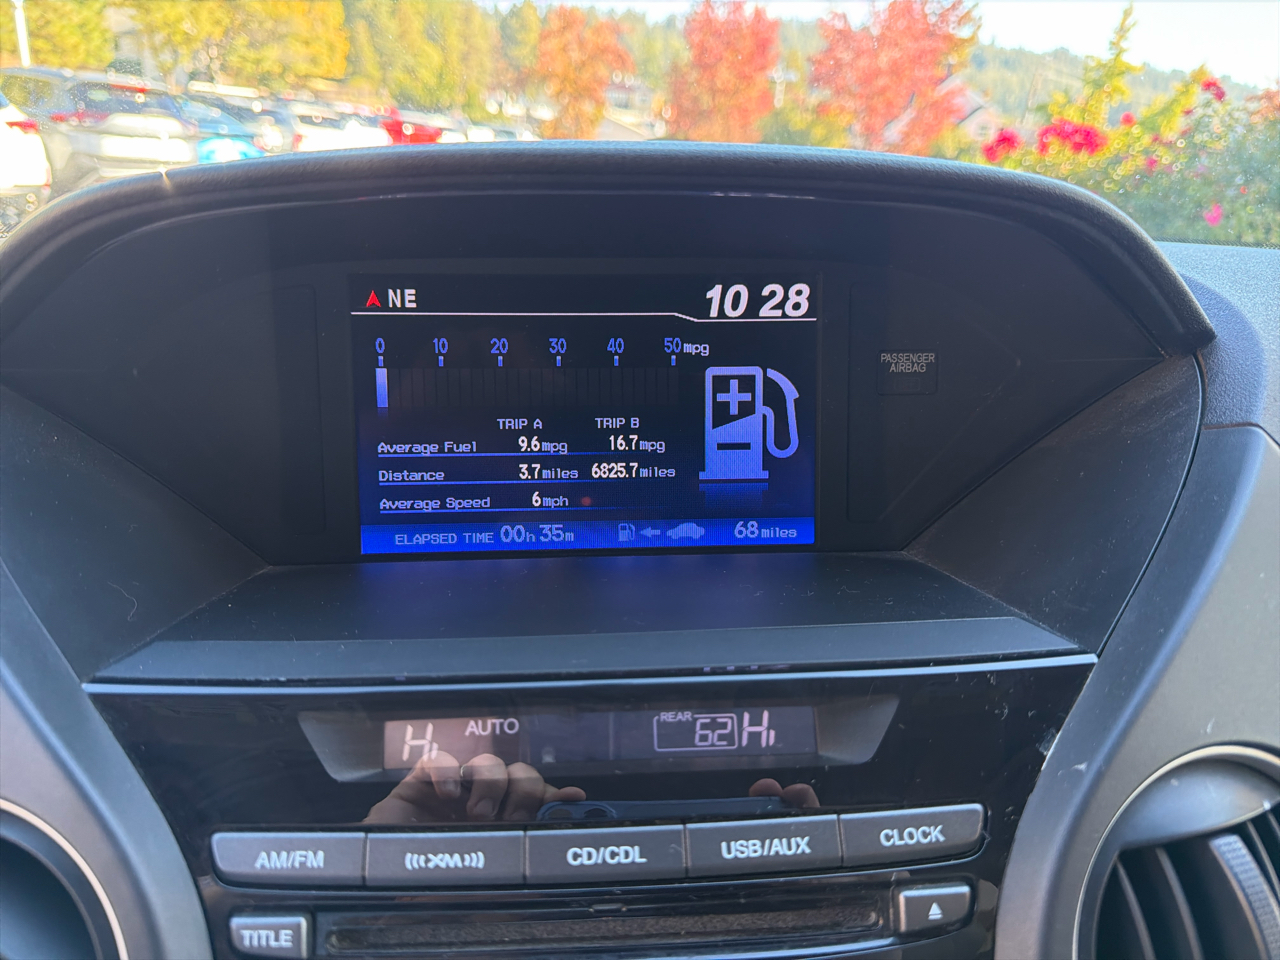 NE 10 28
0 10 20 30 40 50 mpg
TRIP A TRIP B
Average Fuel 9.6 mpg 16.7 mpg
Distance 3.7 miles 6825.7 miles
Average Speed 6 mph
ELAPSED TIME 00h 35m 68 miles
PASSENGER
AIRBAG
Hi AUTO REAR 62 Hi
AM/FM (((XM))) CD/CDL USB/AUX CLOCK
TITLE